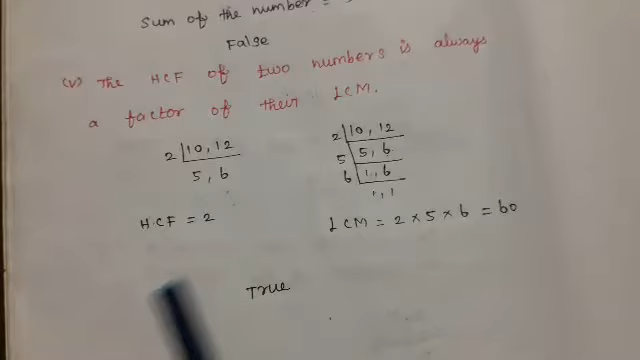 Sum of the number =
False
(v) The HCF of two numbers is always
a factor of their LCM.
2 | 10, 12
5, 6
HCF = 2
2 | 10, 12
5 | 5, 6
6 | 1, 6
1, 1
LCM = 2 × 5 × 6 = 60
True